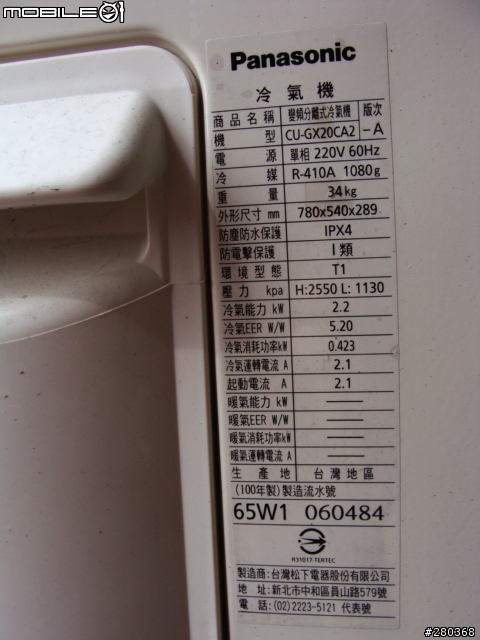 MOBILE01
Panasonic
冷氣機
商品名稱 變頻分離式冷氣機 版次
機型 CU-GX20CA2 -A
電源 單相 220V 60Hz
冷媒 R-410A 1080g
重量 34kg
外形尺寸 mm 780x540x289
防塵防水保護 IPX4
防電擊保護 I 類
環境型態 T1
壓力 kpa H:2550 L: 1130
冷氣能力 kW 2.2
冷氣EER W/W 5.20
冷氣消耗功率kW 0.423
冷氣運轉電流 A 2.1
起動電流 A 2.1
暖氣能力 kW ——
暖氣EER W/W ——
暖氣消耗功率kW ——
暖氣運轉電流 A ——
生產地 台灣地區
(100年製) 製造流水號
65W1 060484
R31017-TERTEC
製造商: 台灣松下電器股份有限公司
地址: 新北市中和區員山路579號
電話: (02) 2223-5121 代表號
#280368